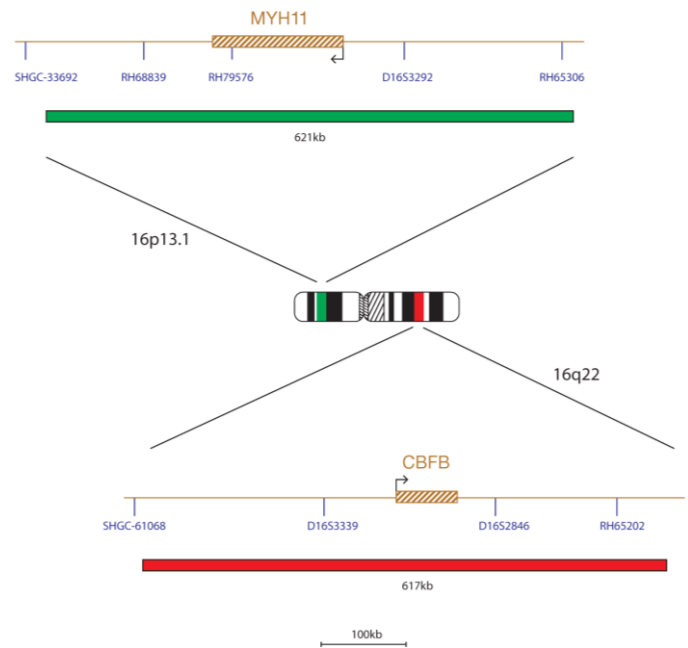 MYH11
SHGC-33692 RH68839 RH79576 D16S3292 RH65306
621kb
16p13.1
16q22
CBFB
SHGC-61068 D16S3339 D16S2846 RH65202
617kb
100kb